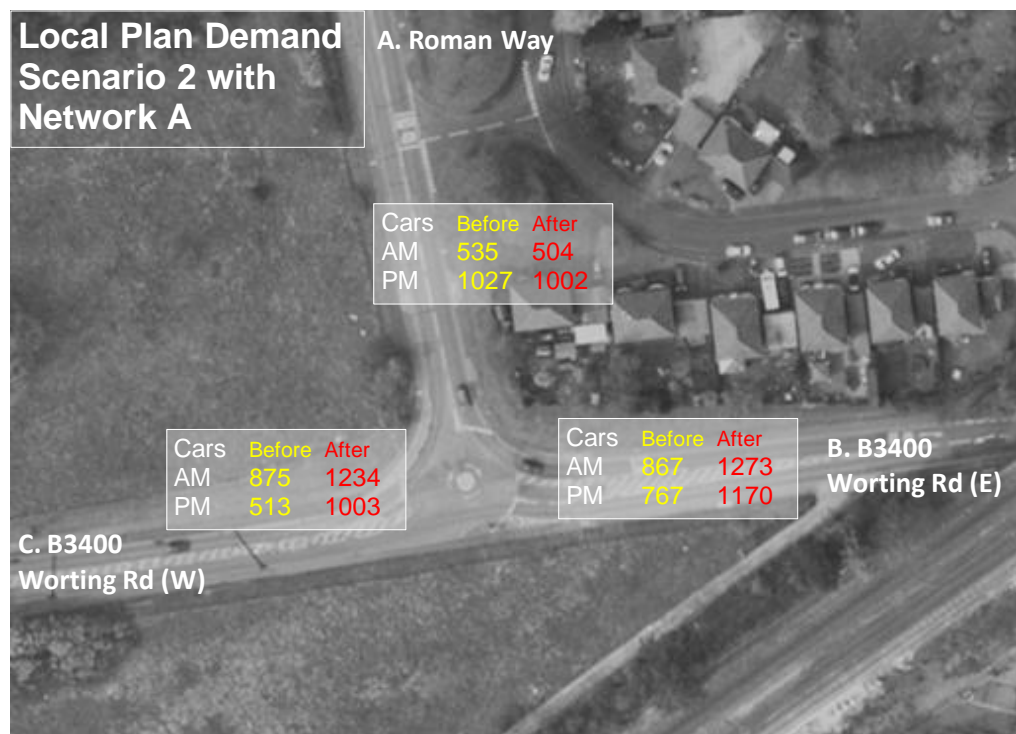 Local Plan Demand
Scenario 2 with
Network A
A. Roman Way
Cars Before After
AM 535 504
PM 1027 1002
Cars Before After
AM 875 1234
PM 513 1003
Cars Before After
AM 867 1273
PM 767 1170
B. B3400
Worting Rd (E)
C. B3400
Worting Rd (W)